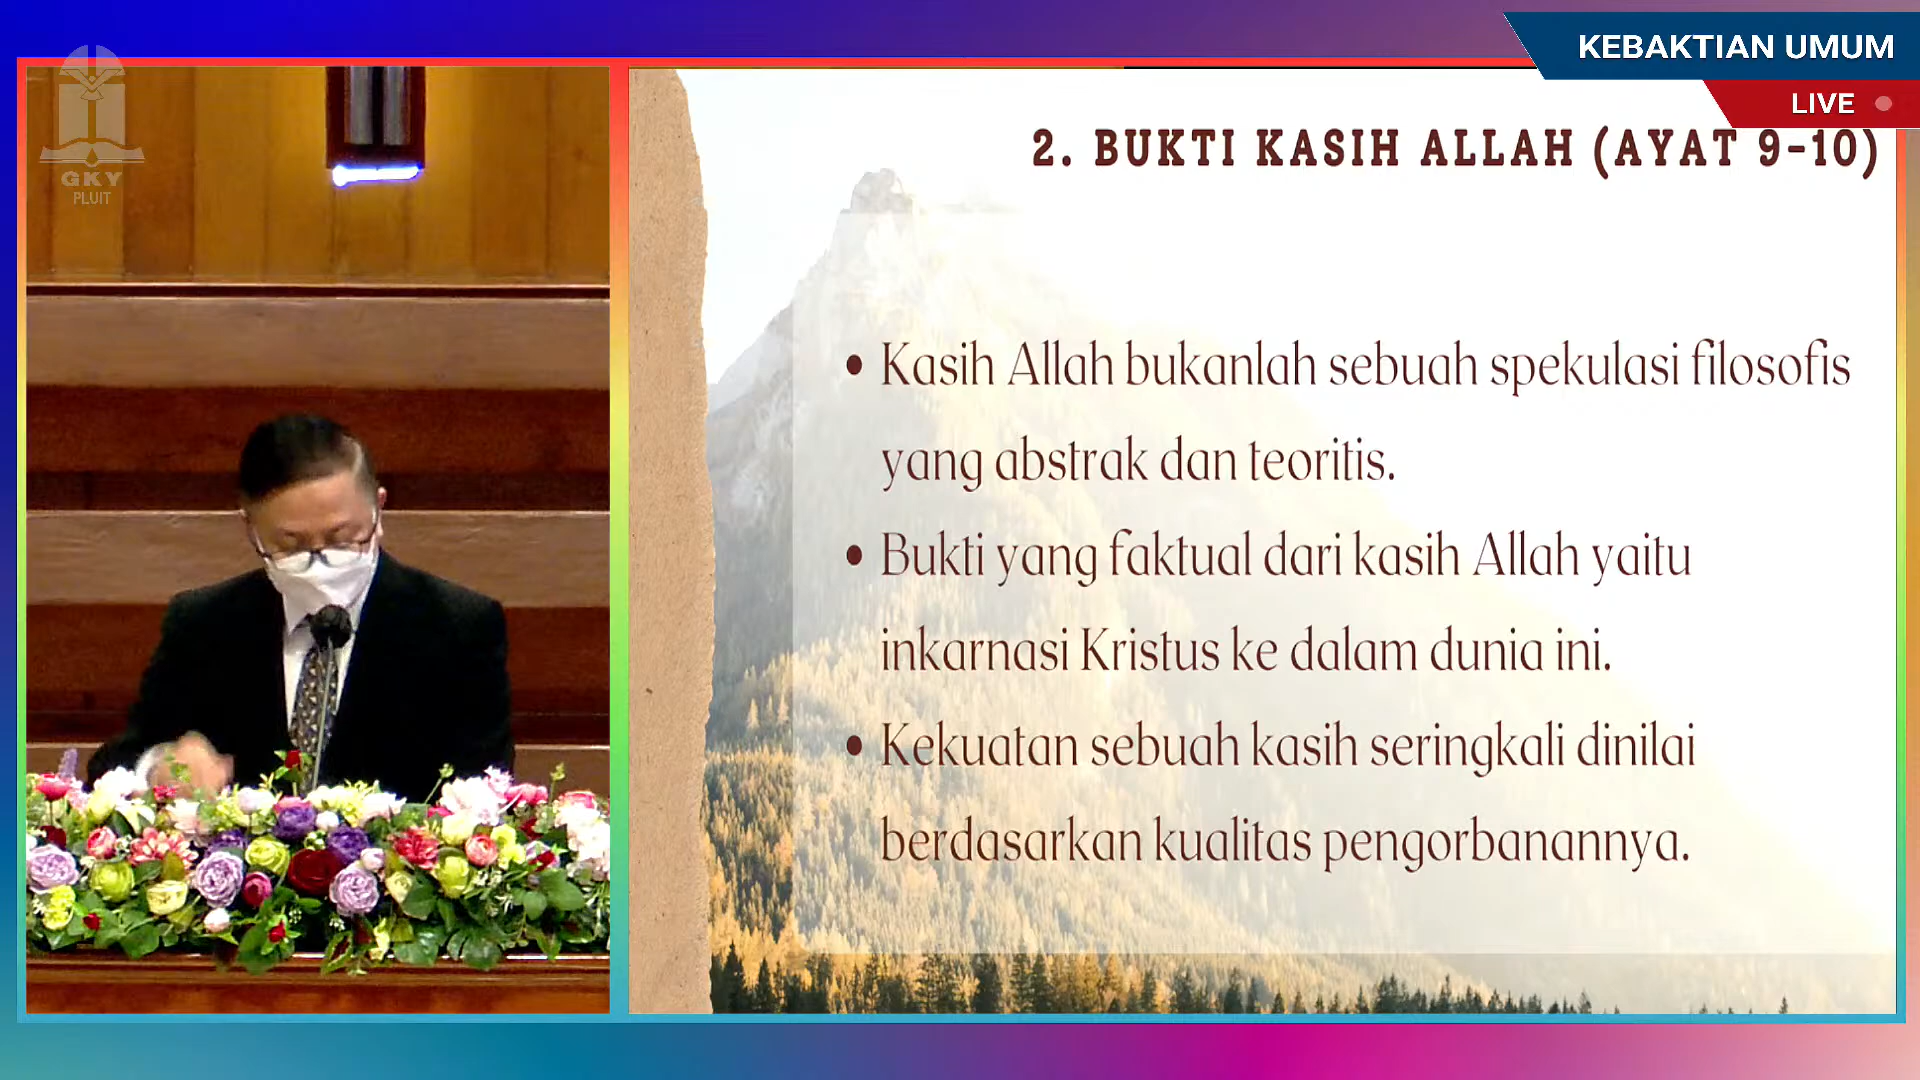 KEBAKTIAN UMUM
LIVE
GKY
PLUIT
2. BUKTI KASIH ALLAH (AYAT 9-10)
• Kasih Allah bukanlah sebuah spekulasi filosofis
yang abstrak dan teoritis.
• Bukti yang faktual dari kasih Allah yaitu
inkarnasi Kristus ke dalam dunia ini.
• Kekuatan sebuah kasih seringkali dinilai
berdasarkan kualitas pengorbanannya.